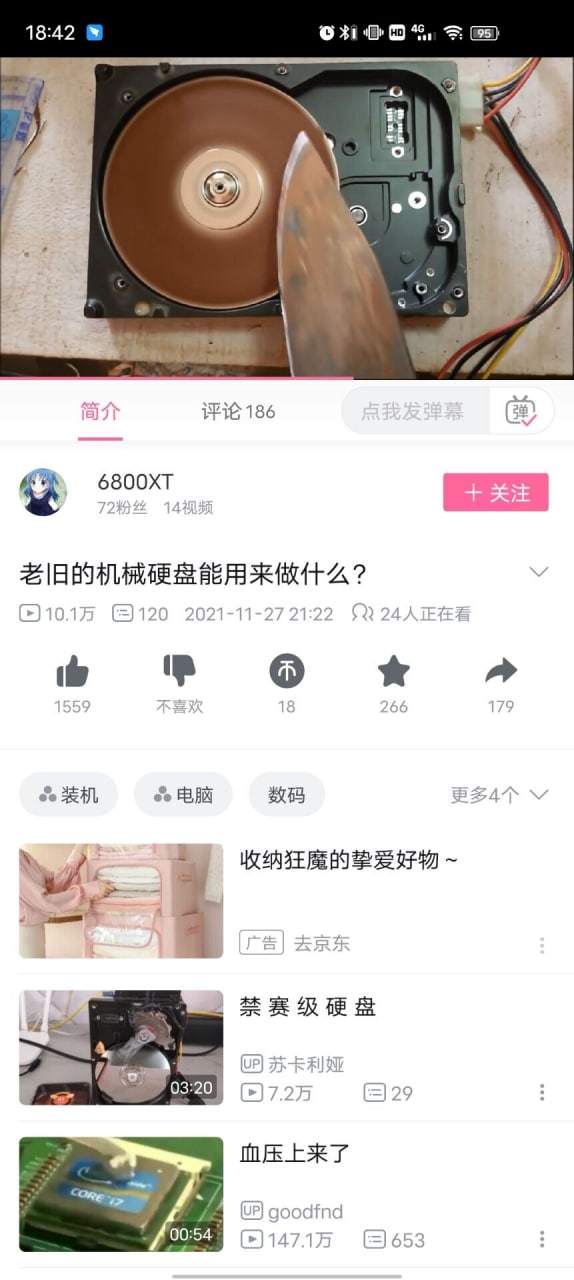 18:42 HD 4G 95
简介 评论 186 点我发弹幕 弹
6800XT
72粉丝 14视频
+ 关注
老旧的机械硬盘能用来做什么?
10.1万 120 2021-11-27 21:22 24人正在看
1559 不喜欢 18 266 179
装机 电脑 数码 更多4个
收纳狂魔的挚爱好物 ~
广告 去京东
禁 赛 级 硬 盘
UP 苏卡利娅
03:20
7.2万 29
血压上来了
CORE i7
UP goodfnd
00:54
147.1万 653